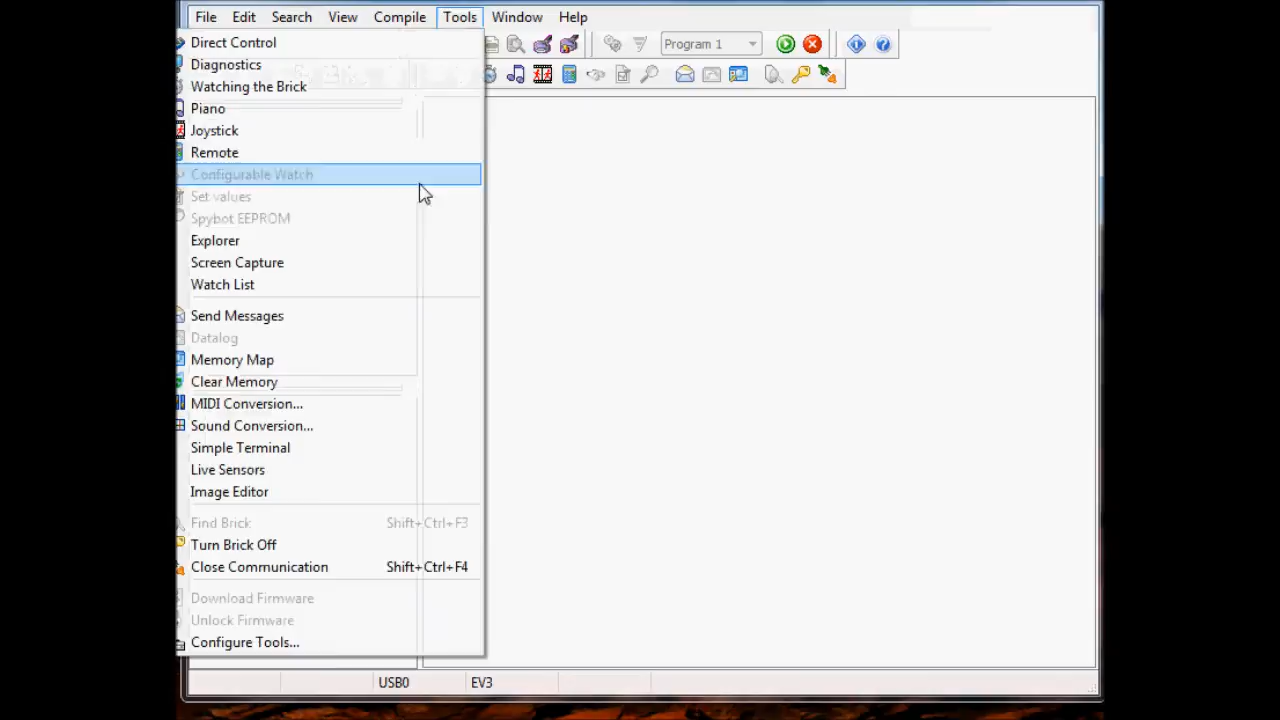 File Edit Search View Compile Tools Window Help
Direct Control
Program 1
Diagnostics
Watching the Brick
Piano
Joystick
Remote
Configurable Watch
Set values
Spybot EEPROM
Explorer
Screen Capture
Watch List
Send Messages
Datalog
Memory Map
Clear Memory
MIDI Conversion...
Sound Conversion...
Simple Terminal
Live Sensors
Image Editor
Find Brick Shift+Ctrl+F3
Turn Brick Off
Close Communication Shift+Ctrl+F4
Download Firmware
Unlock Firmware
Configure Tools...
USB0 EV3